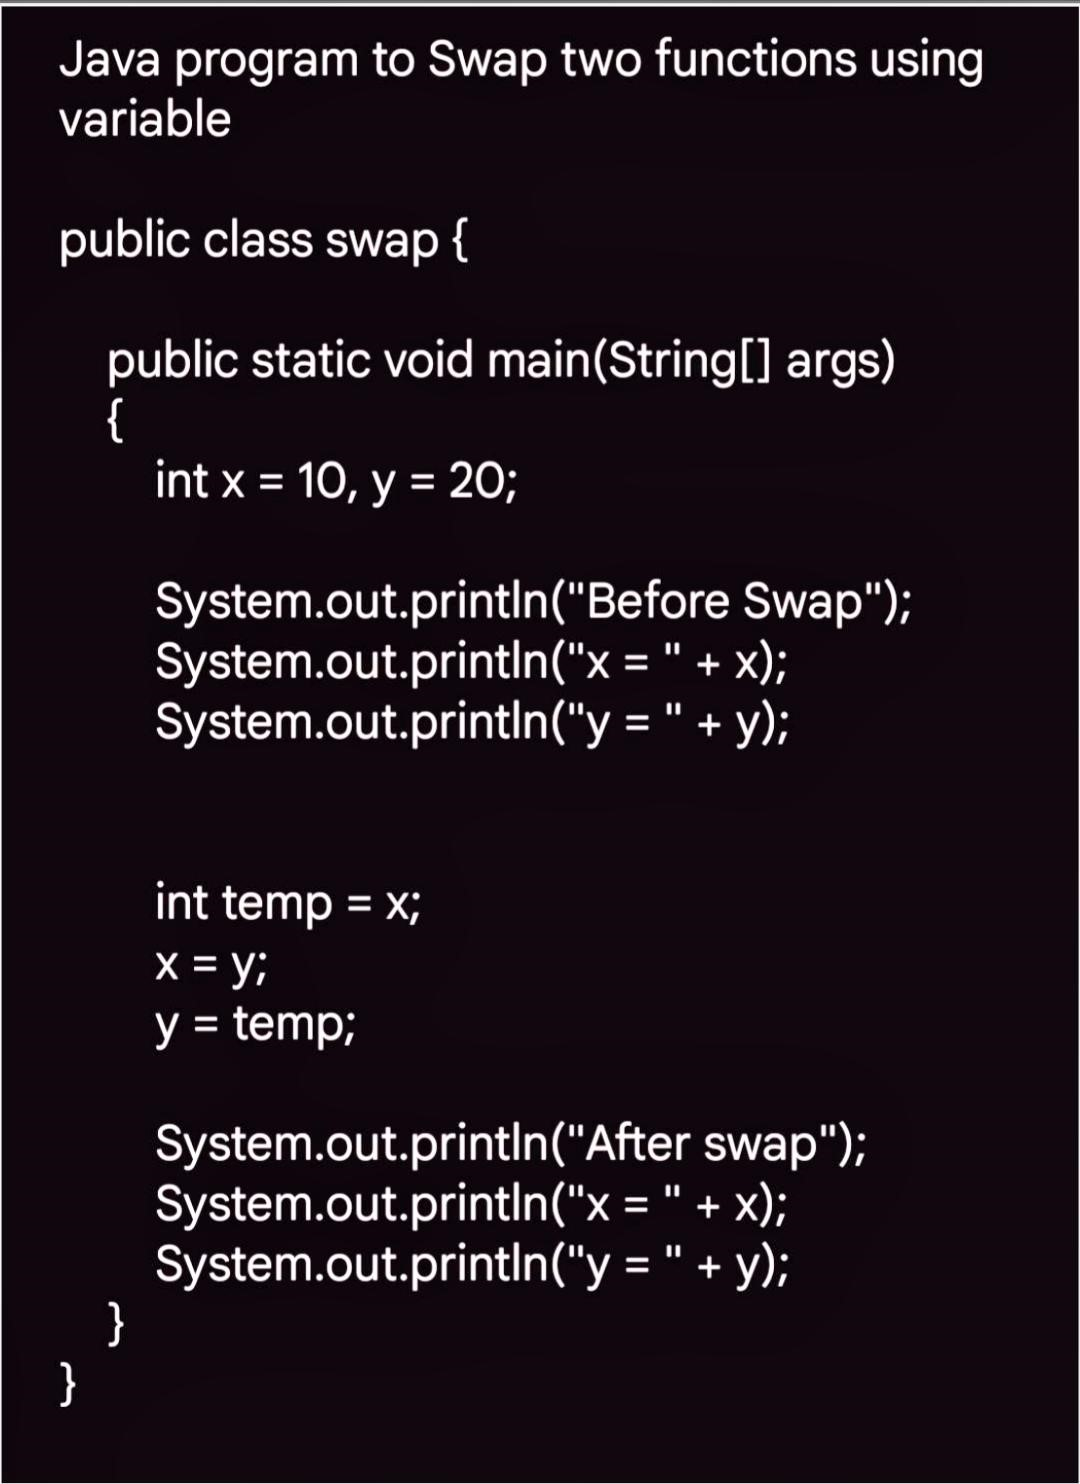 Java program to Swap two functions using
variable
public class swap {
public static void main(String[] args)
{
int x = 10, y = 20;
System.out.println("Before Swap");
System.out.println("x = " + x);
System.out.println("y = " + y);
int temp = x;
x = y;
y = temp;
System.out.println("After swap");
System.out.println("x = " + x);
System.out.println("y = " + y);
}
}